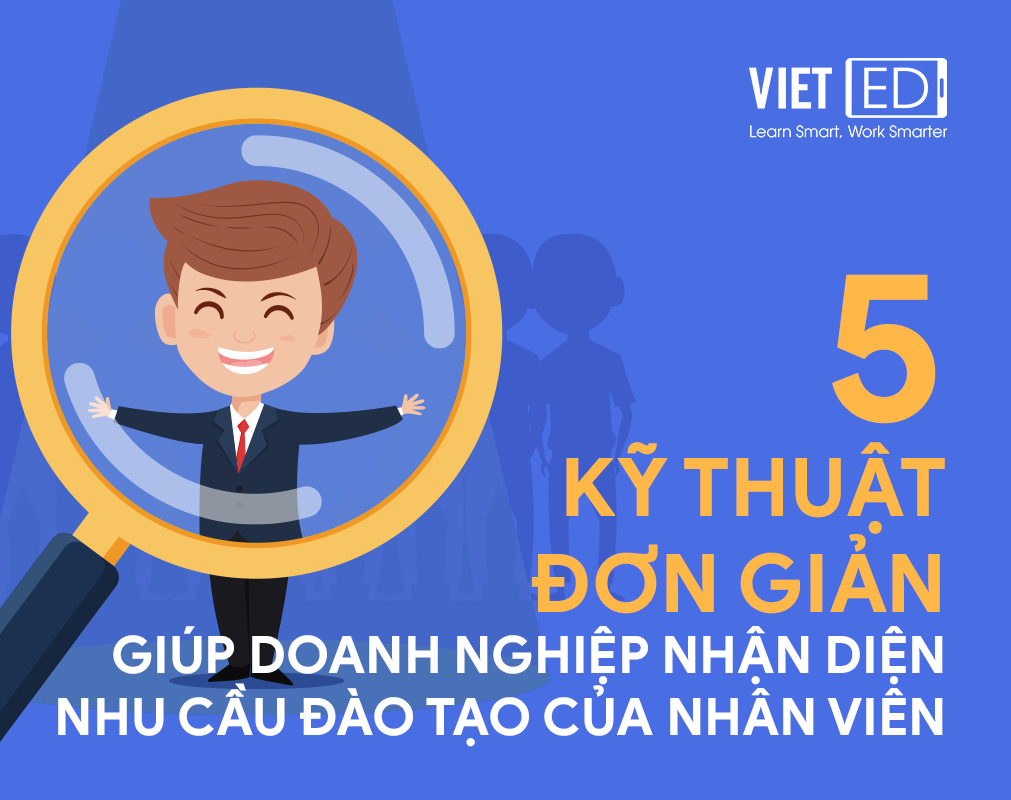 VIET ED
Learn Smart, Work Smarter
5
KỸ THUẬT
ĐƠN GIẢN
GIÚP DOANH NGHIỆP NHẬN DIỆN
NHU CẦU ĐÀO TẠO CỦA NHÂN VIÊN